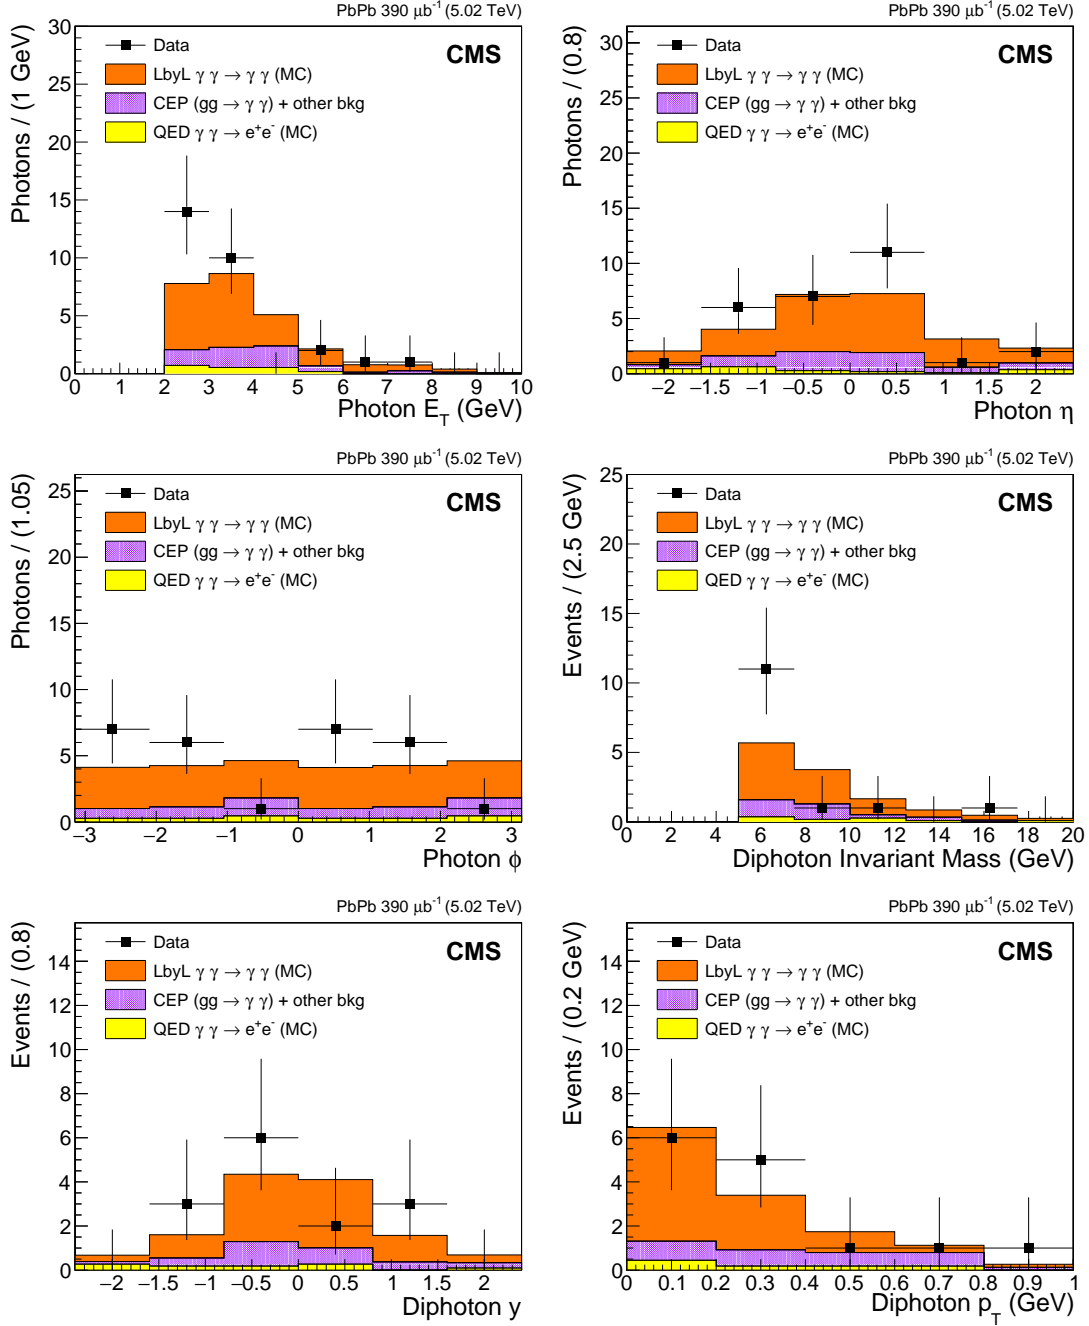 PbPb 390 μb⁻¹ (5.02 TeV)
CMS
Data
LbyL γ γ → γ γ (MC)
CEP (gg → γ γ) + other bkg
QED γ γ → e⁺e⁻ (MC)
Photons / (1 GeV)
30
25
20
15
10
5
0
0 1 2 3 4 5 6 7 8 9 10
Photon E_T (GeV)
PbPb 390 μb⁻¹ (5.02 TeV)
CMS
Data
LbyL γ γ → γ γ (MC)
CEP (gg → γ γ) + other bkg
QED γ γ → e⁺e⁻ (MC)
Photons / (0.8)
30
25
20
15
10
5
0
−2 −1.5 −1 −0.5 0 0.5 1 1.5 2
Photon η
PbPb 390 μb⁻¹ (5.02 TeV)
CMS
Data
LbyL γ γ → γ γ (MC)
CEP (gg → γ γ) + other bkg
QED γ γ → e⁺e⁻ (MC)
Photons / (1.05)
25
20
15
10
5
0
−3 −2 −1 0 1 2 3
Photon ϕ
PbPb 390 μb⁻¹ (5.02 TeV)
CMS
Data
LbyL γ γ → γ γ (MC)
CEP (gg → γ γ) + other bkg
QED γ γ → e⁺e⁻ (MC)
Events / (2.5 GeV)
25
20
15
10
5
0
0 2 4 6 8 10 12 14 16 18 20
Diphoton Invariant Mass (GeV)
PbPb 390 μb⁻¹ (5.02 TeV)
CMS
Data
LbyL γ γ → γ γ (MC)
CEP (gg → γ γ) + other bkg
QED γ γ → e⁺e⁻ (MC)
Events / (0.8)
14
12
10
8
6
4
2
0
−2 −1.5 −1 −0.5 0 0.5 1 1.5 2
Diphoton y
PbPb 390 μb⁻¹ (5.02 TeV)
CMS
Data
LbyL γ γ → γ γ (MC)
CEP (gg → γ γ) + other bkg
QED γ γ → e⁺e⁻ (MC)
Events / (0.2 GeV)
14
12
10
8
6
4
2
0
0 0.1 0.2 0.3 0.4 0.5 0.6 0.7 0.8 0.9 1
Diphoton p_T (GeV)